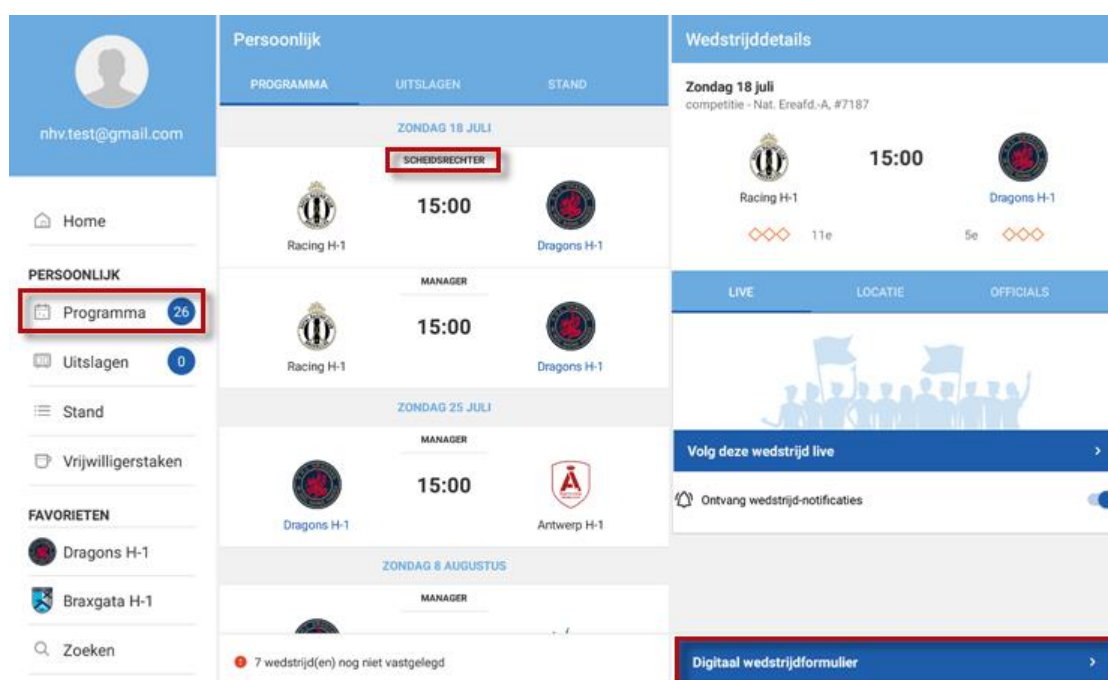 nhv.test@gmail.com
Home
PERSOONLIJK
Programma 26
Uitslagen 0
Stand
Vrijwilligerstaken
FAVORIETEN
Dragons H-1
Braxgata H-1
Zoeken
Persoonlijk
PROGRAMMA UITSLAGEN STAND
ZONDAG 18 JULI
SCHEIDSRECHTER
15:00
Racing H-1 Dragons H-1
MANAGER
15:00
Racing H-1 Dragons H-1
ZONDAG 25 JULI
MANAGER
15:00
Dragons H-1 Antwerp H-1
ZONDAG 8 AUGUSTUS
MANAGER
7 wedstrijd(en) nog niet vastgelegd
Wedstrijddetails
Zondag 18 juli
competitie - Nat. Ereafd.-A, #7187
15:00
Racing H-1 Dragons H-1
11e 5e
LIVE LOCATIE OFFICIALS
Volg deze wedstrijd live
Ontvang wedstrijd-notificaties
Digitaal wedstrijdformulier